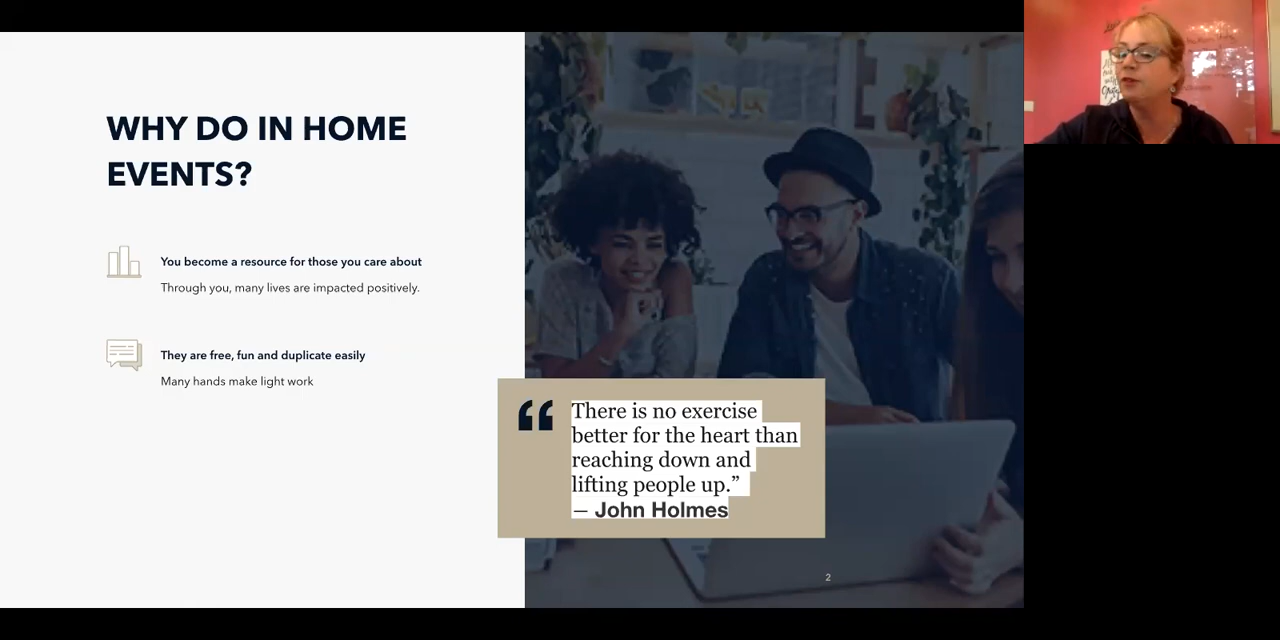 WHY DO IN HOME
EVENTS?
You become a resource for those you care about
Through you, many lives are impacted positively.
They are free, fun and duplicate easily
Many hands make light work
“
There is no exercise
better for the heart than
reaching down and
lifting people up.”
— John Holmes
2